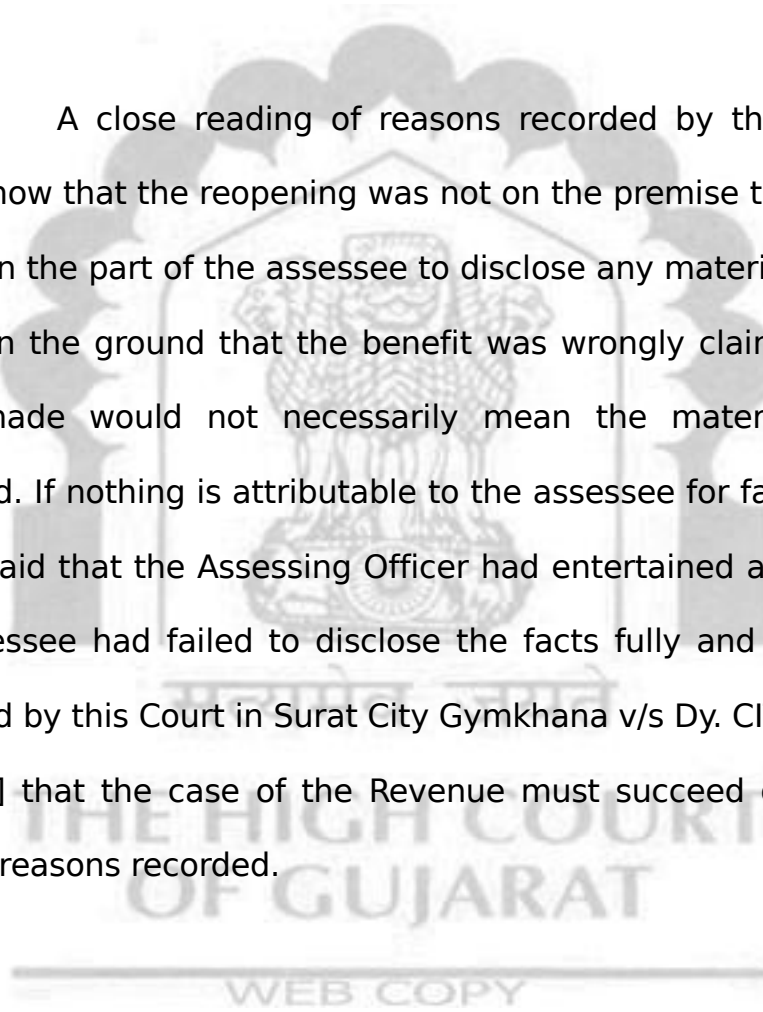 A close reading of reasons recorded by th
now that the reopening was not on the premise t
n the part of the assessee to disclose any materi
n the ground that the benefit was wrongly clain
nade would not necessarily mean the mater
d. If nothing is attributable to the assessee for fa
aid that the Assessing Officer had entertained a
essee had failed to disclose the facts fully and
d by this Court in Surat City Gymkhana v/s Dy. CI
] that the case of the Revenue must succeed
reasons recorded.
सत्यमेव जयते
THE HIGH COURT
OF GUJARAT
WEB COPY